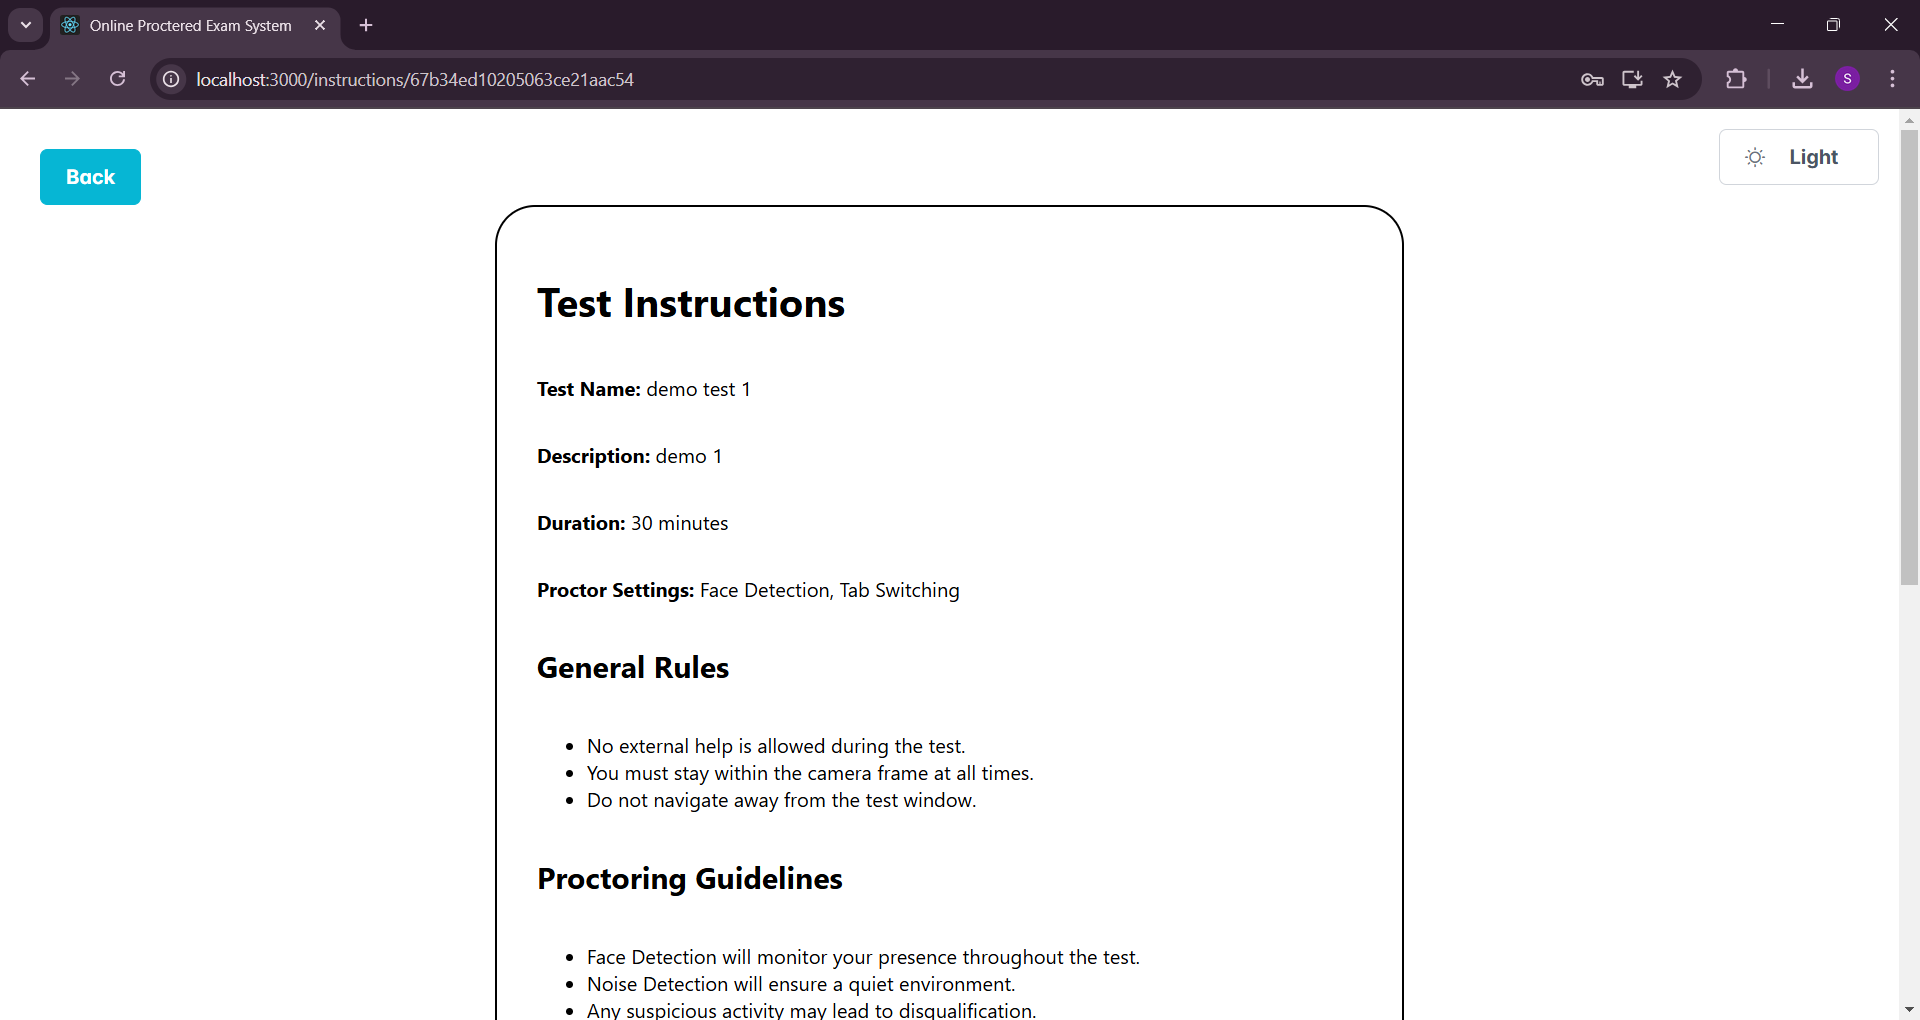 Online Proctered Exam System
localhost:3000/instructions/67b34ed10205063ce21aac54
S
Back
Light
Test Instructions
Test Name: demo test 1
Description: demo 1
Duration: 30 minutes
Proctor Settings: Face Detection, Tab Switching
General Rules
No external help is allowed during the test.
You must stay within the camera frame at all times.
Do not navigate away from the test window.
Proctoring Guidelines
Face Detection will monitor your presence throughout the test.
Noise Detection will ensure a quiet environment.
Any suspicious activity may lead to disqualification.